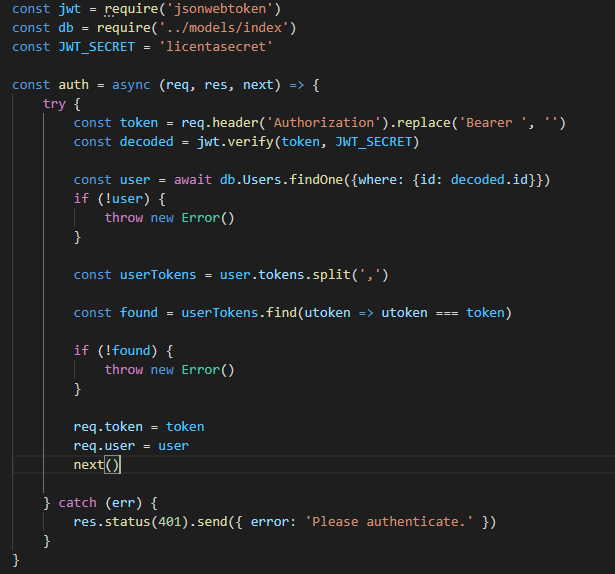 const jwt = require('jsonwebtoken')
const db = require('../models/index')
const JWT_SECRET = 'licentasecret'
const auth = async (req, res, next) => {
try {
const token = req.header('Authorization').replace('Bearer ', '')
const decoded = jwt.verify(token, JWT_SECRET)
const user = await db.Users.findOne({where: {id: decoded.id}})
if (!user) {
throw new Error()
}
const userTokens = user.tokens.split(',')
const found = userTokens.find(utoken => utoken === token)
if (!found) {
throw new Error()
}
req.token = token
req.user = user
next()
} catch (err) {
res.status(401).send({ error: 'Please authenticate.' })
}
}